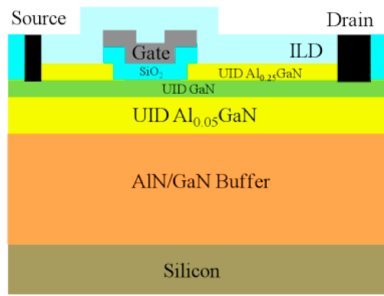 Source Drain
Gate ILD
SiO₂ UID Al₀.₂₅GaN
UID GaN
UID Al₀.₀₅GaN
AlN/GaN Buffer
Silicon